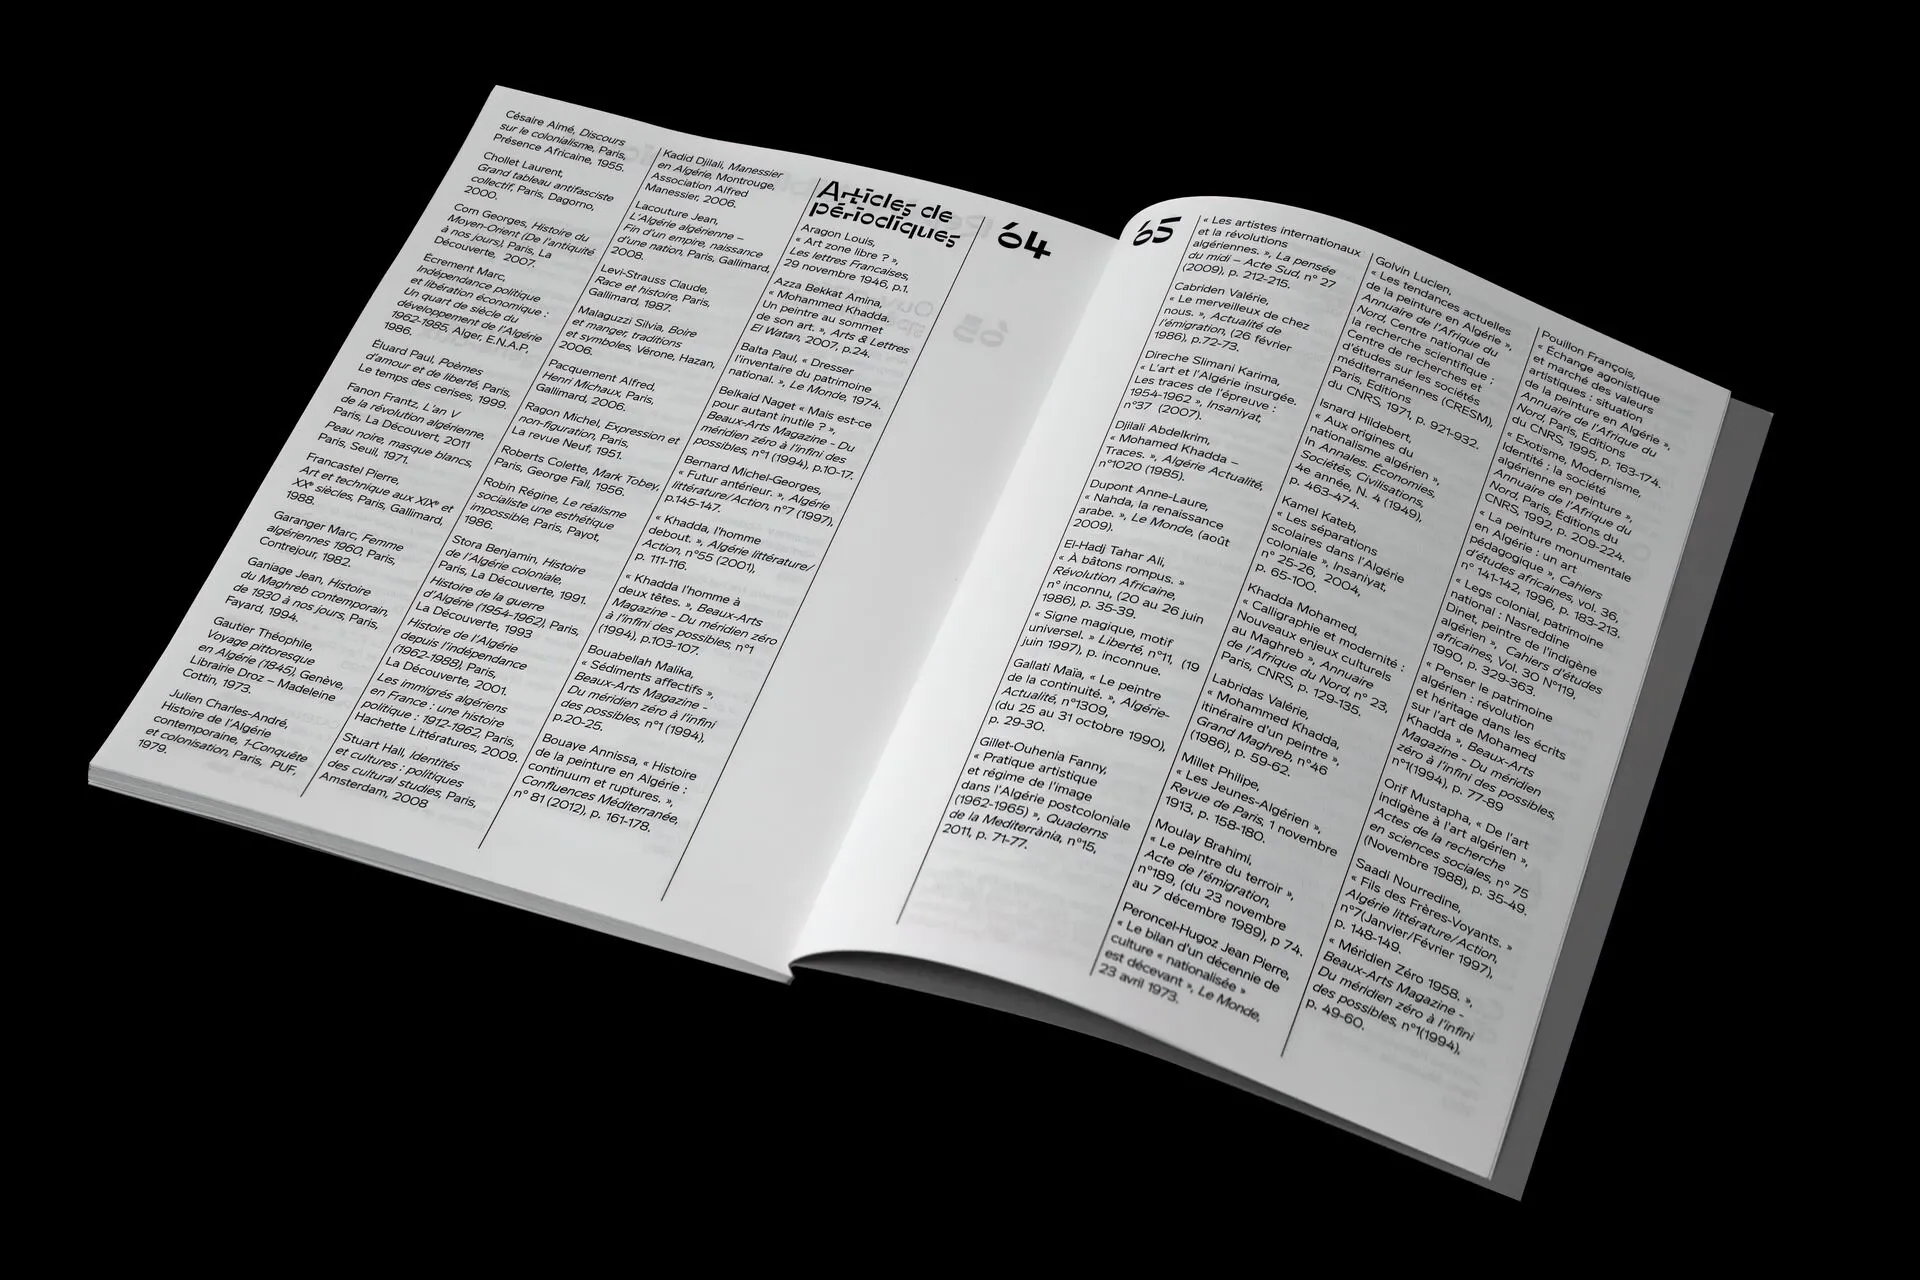 Césaire Aimé, Discours
sur le colonialisme, Paris,
Présence Africaine, 1955.
Chollet Laurent,
Grand tableau antifasciste
collectif, Paris, Dagorno,
2000.
Corn Georges, Histoire du
Moyen-Orient (De l'antiquité
à nos jours), Paris, La
Découverte, 2007.
Écrement Marc,
Indépendance politique
et libération économique :
Un quart de siècle du
développement de l'Algérie
1962-1985, Alger, E.N.A.P,
1986.
Éluard Paul, Poèmes
d'amour et de liberté, Paris,
Le temps des cerises, 1999.
Fanon Frantz, L'an V
de la révolution algérienne,
Paris, La Découvert, 2011
Peau noire, masque blancs,
Paris, Seuil, 1971.
Francastel Pierre,
Art et technique aux XIXe et
XXe siècles, Paris, Gallimard,
1988.
Garanger Marc, Femme
algériennes 1960, Paris,
Contrejour, 1982.
Ganiage Jean, Histoire
du Maghreb contemporain,
de 1930 à nos jours, Paris,
Fayard, 1994.
Gautier Théophile,
Voyage pittoresque
en Algérie (1845), Genève,
Librairie Droz – Madeleine
Cottin, 1973.
Julien Charles-André,
Histoire de l'Algérie
contemporaine, 1-Conquête
et colonisation, Paris, PUF,
1979.
Kadid Djilali, Manessier
en Algérie, Montrouge,
Association Alfred
Manessier, 2006.
Lacouture Jean,
L'Algérie algérienne –
Fin d'un empire, naissance
d'une nation, Paris, Gallimard,
2008.
Levi-Strauss Claude,
Race et histoire, Paris,
Gallimard, 1987.
Malaguzzi Silvia, Boire
et manger, traditions
et symboles, Vérone, Hazan,
2006.
Pacquement Alfred,
Henri Michaux, Paris,
Gallimard, 2006.
Ragon Michel, Expression et
non-figuration, Paris,
La revue Neuf, 1951.
Roberts Colette, Mark Tobey,
Paris, George Fall, 1956.
Robin Régine, Le réalisme
socialiste une esthétique
impossible, Paris, Payot,
1986.
Stora Benjamin, Histoire
de l'Algérie coloniale,
Paris, La Découverte, 1991.
Histoire de la guerre
d'Algérie (1954-1962), Paris,
La Découverte, 1993
Histoire de l'Algérie
depuis l'indépendance
(1962-1988), Paris,
La Découverte, 2001.
Les immigrés algériens
en France : une histoire
politique : 1912-1962, Paris,
Hachette Littératures, 2009.
Stuart Hall, Identités
et cultures : politiques
des cultural studies, Paris,
Amsterdam, 2008
Articles de
périodiques
Aragon Louis,
« Art zone libre ? »,
Les lettres Francaises,
29 novembre 1946, p.1.
Azza Bekkat Amina,
« Mohammed Khadda.
Un peintre au sommet
de son art. », Arts & Lettres
El Watan, 2007, p.24.
Balta Paul, « Dresser
l'inventaire du patrimoine
national. », Le Monde, 1974.
Belkaid Naget « Mais est-ce
pour autant inutile ? »,
Beaux-Arts Magazine - Du
méridien zéro à l'infini des
possibles, n°1 (1994), p.10-17.
Bernard Michel-Georges,
« Futur antérieur. », Algérie
littérature/Action, n°7 (1997),
p.145-147.
« Khadda, l'homme
debout. », Algérie littérature/
Action, n°55 (2001),
p. 111-116.
« Khadda l'homme à
deux têtes. », Beaux-Arts
Magazine - Du méridien zéro
à l'infini des possibles, n°1
(1994), p.103-107.
Bouabellah Malika,
« Sédiments affectifs »,
Beaux-Arts Magazine -
Du méridien zéro à l'infini
des possibles, n°1 (1994),
p.20-25.
Bouaye Annissa, « Histoire
de la peinture en Algérie :
continuum et ruptures. »,
Confluences Méditerranée,
n° 81 (2012), p. 161-178.
64
65
« Les artistes internationaux
et la révolutions
algériennes. », La pensée
du midi – Acte Sud, n° 27
(2009), p. 212-215.
Cabriden Valérie,
« Le merveilleux de chez
nous. », Actualité de
l'émigration, (26 février
1986), p.72-73.
Direche Slimani Karima,
« L'art et l'Algérie insurgée.
Les traces de l'épreuve :
1954-1962 », Insaniyat,
n°37 (2007).
Djilali Abdelkrim,
« Mohamed Khadda –
Traces. », Algérie Actualité,
n°1020 (1985).
Dupont Anne-Laure,
« Nahda, la renaissance
arabe. », Le Monde, (août
2009).
El-Hadj Tahar Ali,
« À bâtons rompus. »
Révolution Africaine,
n° inconnu, (20 au 26 juin
1986), p. 35-39.
« Signe magique, motif
universel. » Liberté, n°11, (19
juin 1997), p. inconnue.
Gallati Maïa, « Le peintre
de la continuité. », Algérie-
Actualité, n°1309,
(du 25 au 31 octobre 1990),
p. 29-30.
Gillet-Ouhenia Fanny,
« Pratique artistique
et régime de l'image
dans l'Algérie postcoloniale
(1962-1965) », Quaderns
de la Mediterrània, n°15,
2011, p. 71-77.
Golvin Lucien,
« Les tendances actuelles
de la peinture en Algérie »,
Annuaire de l'Afrique du
Nord, Centre national de
la recherche scientifique ;
Centre de recherches et
d'études sur les sociétés
méditerranéennes (CRESM),
Paris, Editions
du CNRS, 1971, p. 921-932.
Isnard Hildebert,
« Aux origines du
nationalisme algérien ».
In Annales. Économies,
Sociétés, Civilisations,
4e année, N. 4 (1949),
p. 463-474.
Kamel Kateb,
« Les séparations
scolaires dans l'Algérie
coloniale », Insaniyat,
n° 25-26, 2004,
p. 65-100.
Khadda Mohamed,
« Calligraphie et modernité :
Nouveaux enjeux culturels
au Maghreb », Annuaire
de l'Afrique du Nord, n° 23,
Paris, CNRS, p. 129-135.
Labridas Valérie,
« Mohammed Khadda,
itinéraire d'un peintre »,
Grand Maghreb, n°46
(1986), p. 59-62.
Millet Philipe,
« Les Jeunes-Algérien »,
Revue de Paris, 1 novembre
1913, p. 158-180.
Moulay Brahimi,
« Le peintre du terroir »,
Acte de l'émigration,
n°189, (du 23 novembre
au 7 décembre 1989), p 74.
Peroncel-Hugoz Jean Pierre,
« Le bilan d'un décennie de
culture « nationalisée »
est décevant », Le Monde,
23 avril 1973.
Pouillon François,
« Échange agonistique
et marché des valeurs
artistiques : situation
de la peinture en Algérie »,
Annuaire de l'Afrique du
Nord, Paris, Éditions
du CNRS, 1995, p. 163-174.
« Exotisme, Modernisme,
Identité : la société
algérienne en peinture »,
Annuaire de l'Afrique du
Nord, Paris, Éditions du
CNRS, 1992, p. 209-224.
« La peinture monumentale
en Algérie : un art
pédagogique », Cahiers
d'études africaines, vol. 36,
n° 141-142, 1996, p. 183-213.
« Legs colonial, patrimoine
national : Nasreddine
Dinet, peintre de l'indigène
algérien ». Cahiers d'études
africaines, Vol. 30 N°119,
1990, p. 329-363.
« Penser le patrimoine
algérien : révolution
et héritage dans les écrits
sur l'art de Mohamed
Khadda », Beaux-Arts
Magazine - Du méridien
zéro à l'infini des possibles,
n°1(1994), p. 77-89
Orif Mustapha, « De l'art
indigène à l'art algérien »,
Actes de la recherche
en sciences sociales, n° 75
(Novembre 1988), p. 35-49.
Saadi Nourredine,
« Fils des Frères-Voyants. »
Algérie littérature/Action,
n°7(Janvier/Février 1997),
p. 148-149.
« Méridien Zéro 1958. »,
Beaux-Arts Magazine -
Du méridien zéro à l'infini
des possibles, n°1(1994),
p. 49-60.